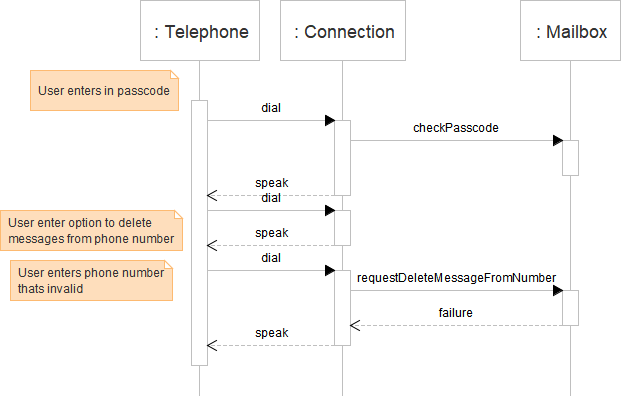 : Telephone
: Connection
: Mailbox
User enters in passcode
dial
checkPasscode
speak
dial
User enter option to delete
messages from phone number
speak
dial
User enters phone number
thats invalid
requestDeleteMessageFromNumber
failure
speak